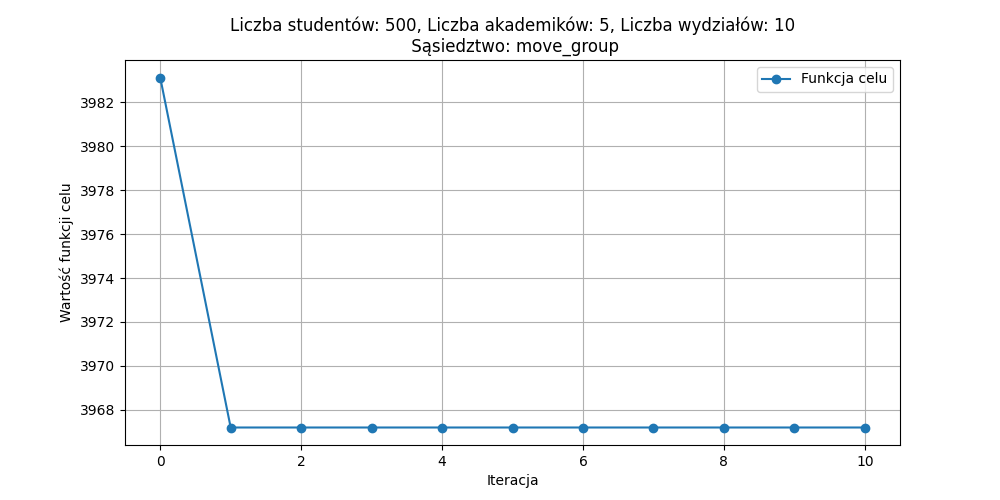 Liczba studentów: 500, Liczba akademików: 5, Liczba wydziałów: 10
Sąsiedztwo: move_group
Funkcja celu
Wartość funkcji celu
3982
3980
3978
3976
3974
3972
3970
3968
0 2 4 6 8 10
Iteracja